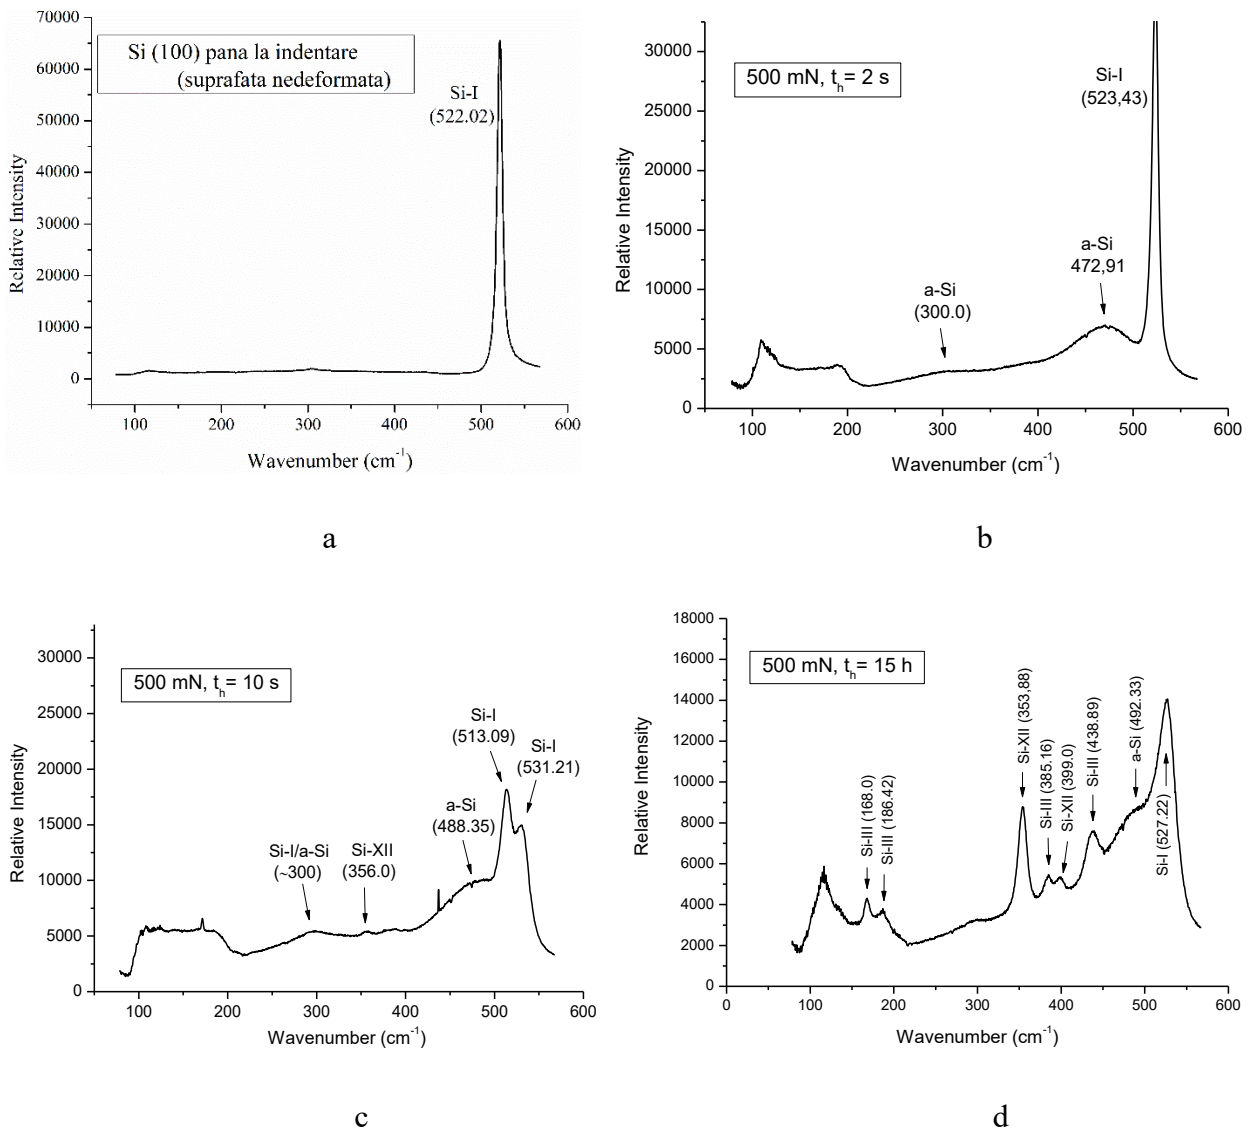 70000
60000
50000
40000
30000
20000
10000
0
Relative Intensity
Si (100) pana la indentare
(suprafata nedeformata)
Si-I
(522.02)
100 200 300 400 500 600
Wavenumber (cm⁻¹)
a
30000
25000
20000
15000
10000
5000
0
Relative Intensity
500 mN, tₕ= 2 s
Si-I
(523,43)
a-Si
472,91
a-Si
(300.0)
100 200 300 400 500 600
Wavenumber (cm⁻¹)
b
30000
25000
20000
15000
10000
5000
0
Relative Intensity
500 mN, tₕ= 10 s
Si-I
(513.09)
Si-I
(531.21)
a-Si
(488.35)
Si-I/a-Si
(~300)
Si-XII
(356.0)
100 200 300 400 500 600
Wavenumber (cm⁻¹)
c
18000
16000
14000
12000
10000
8000
6000
4000
2000
0
Relative Intensity
500 mN, tₕ= 15 h
Si-III (168.0)
Si-III (186.42)
Si-XII (353,88)
Si-III (385.16)
Si-XII (399.0)
Si-III (438.89)
a-Si (492.33)
Si-I (527.22)
0 100 200 300 400 500 600
Wavenumber (cm⁻¹)
d